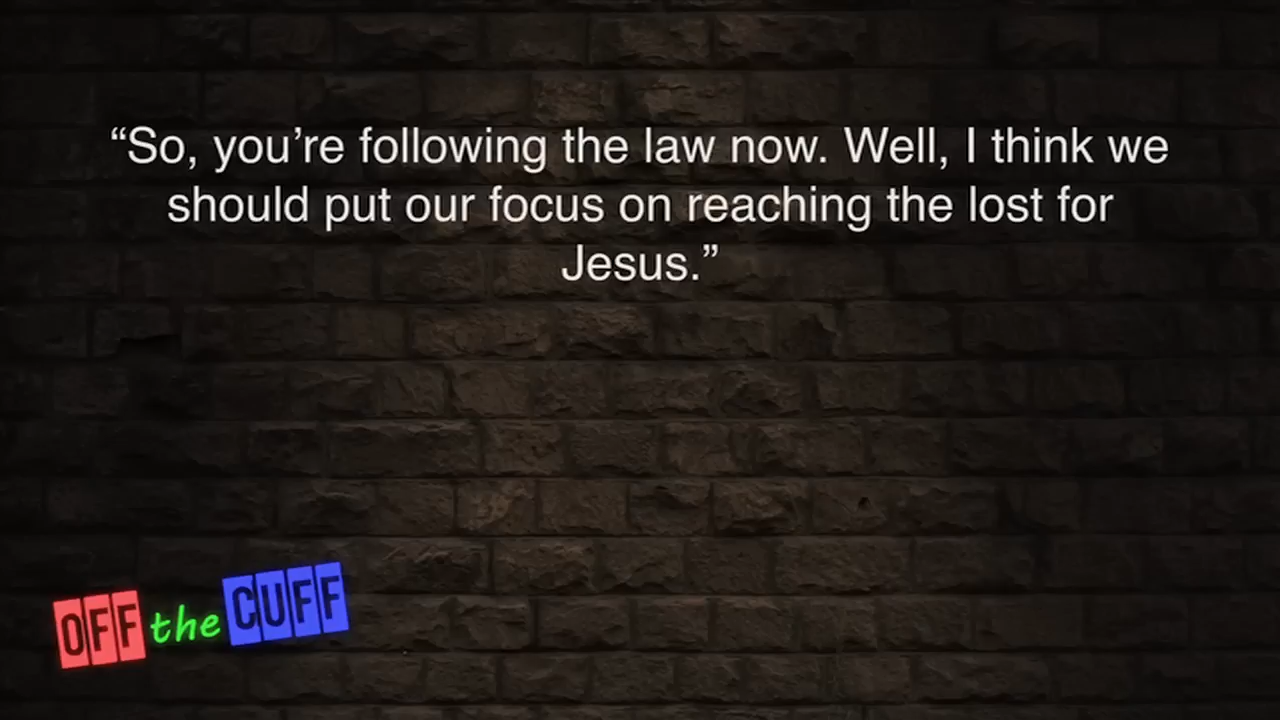 “So, you’re following the law now. Well, I think we
should put our focus on reaching the lost for
Jesus.”
OFF the CUFF